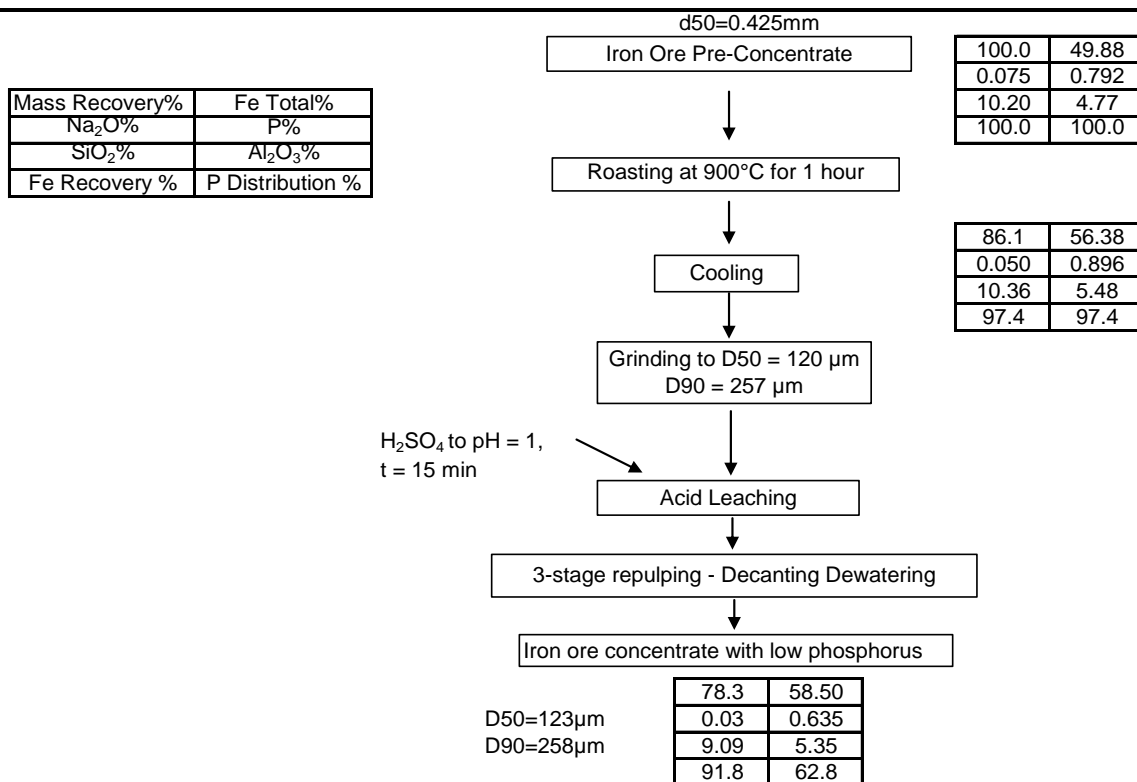 d50=0.425mm
Iron Ore Pre-Concentrate
100.0 49.88
0.075 0.792
10.20 4.77
100.0 100.0
Mass Recovery% Fe Total%
Na₂O% P%
SiO₂% Al₂O₃%
Fe Recovery % P Distribution %
Roasting at 900°C for 1 hour
86.1 56.38
0.050 0.896
10.36 5.48
97.4 97.4
Cooling
Grinding to D50 = 120 µm
D90 = 257 µm
H₂SO₄ to pH = 1,
t = 15 min
Acid Leaching
3-stage repulping - Decanting Dewatering
Iron ore concentrate with low phosphorus
D50=123µm
D90=258µm
78.3 58.50
0.03 0.635
9.09 5.35
91.8 62.8